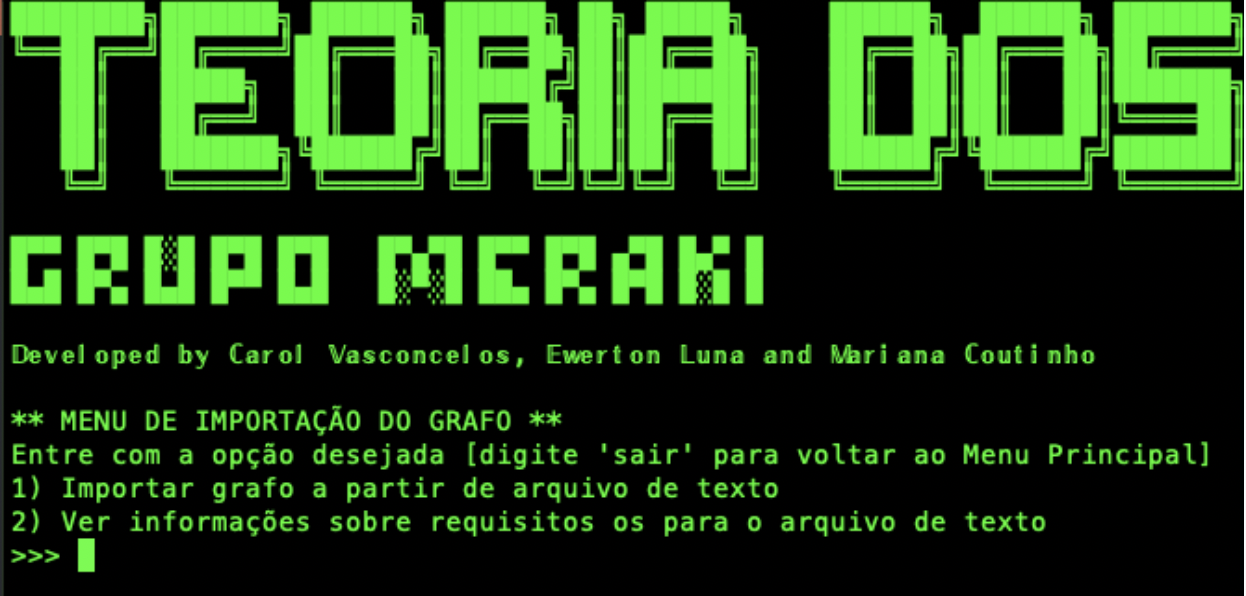 TEORIA DOS
GRUPO MERAKI
Developed by Carol Vasconcelos, Ewerton Luna and Mariana Coutinho
** MENU DE IMPORTAÇÃO DO GRAFO **
Entre com a opção desejada [digite 'sair' para voltar ao Menu Principal]
1) Importar grafo a partir de arquivo de texto
2) Ver informações sobre requisitos os para o arquivo de texto
>>>